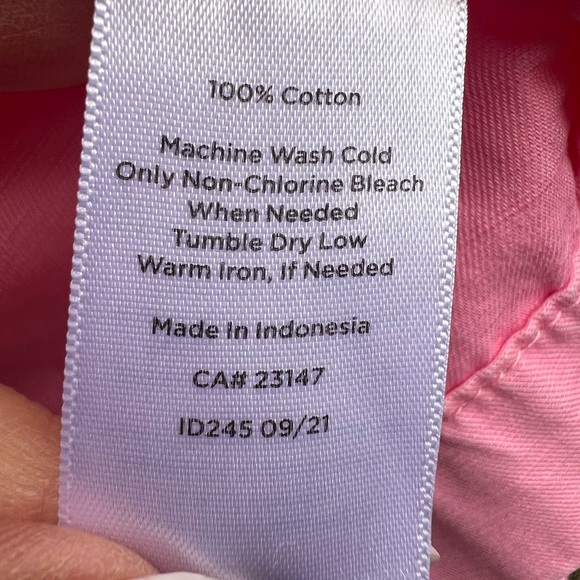 100% Cotton
Machine Wash Cold
Only Non-Chlorine Bleach
When Needed
Tumble Dry Low
Warm Iron, If Needed
Made In Indonesia
CA# 23147
ID245 09/21